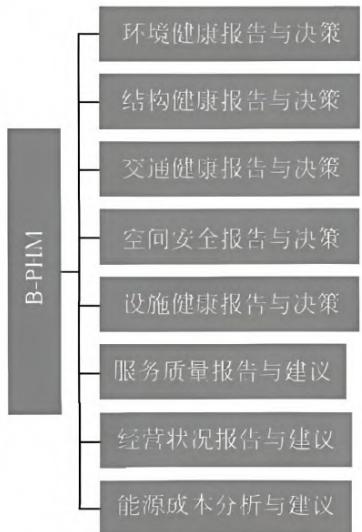 B-PHM
环境健康报告与决策
结构健康报告与决策
交通健康报告与决策
空间安全报告与决策
设施健康报告与决策
服务质量报告与建议
经营状况报告与建议
能源成本分析与建议